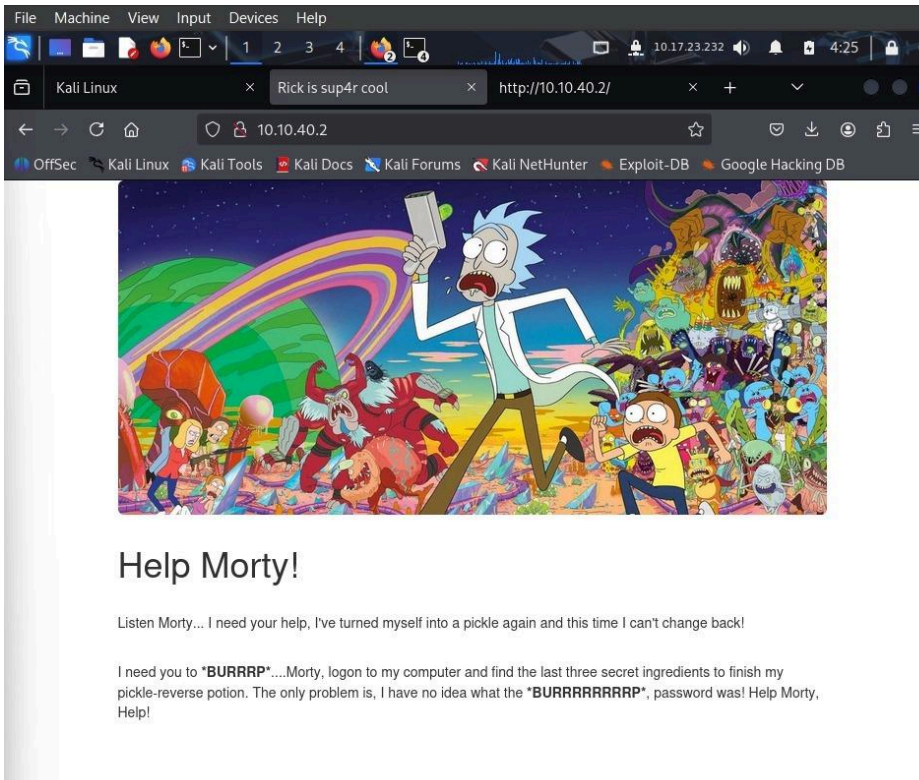 File Machine View Input Devices Help
1 2 3 4 2 4 10.17.23.232 4:25
Kali Linux × Rick is sup4r cool × http://10.10.40.2/ × +
10.10.40.2
OffSec Kali Linux Kali Tools Kali Docs Kali Forums Kali NetHunter Exploit-DB Google Hacking DB
Help Morty!
Listen Morty... I need your help, I've turned myself into a pickle again and this time I can't change back!
I need you to *BURRRP*....Morty, logon to my computer and find the last three secret ingredients to finish my
pickle-reverse potion. The only problem is, I have no idea what the *BURRRRRRRRP*, password was! Help Morty,
Help!